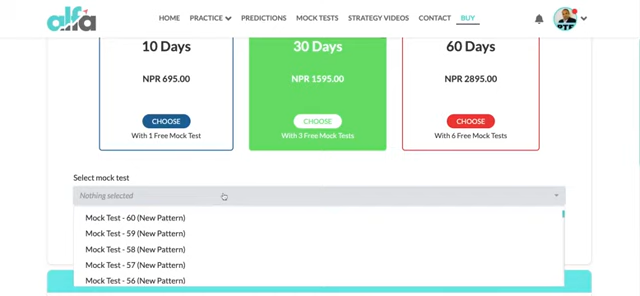 alfa
HOME PRACTICE PREDICTIONS MOCK TESTS STRATEGY VIDEOS CONTACT BUY
10 Days 30 Days 60 Days
NPR 695.00 NPR 1595.00 NPR 2895.00
CHOOSE CHOOSE CHOOSE
With 1 Free Mock Test With 3 Free Mock Tests With 6 Free Mock Tests
Select mock test
Nothing selected
Mock Test - 60 (New Pattern)
Mock Test - 59 (New Pattern)
Mock Test - 58 (New Pattern)
Mock Test - 57 (New Pattern)
Mock Test - 56 (New Pattern)